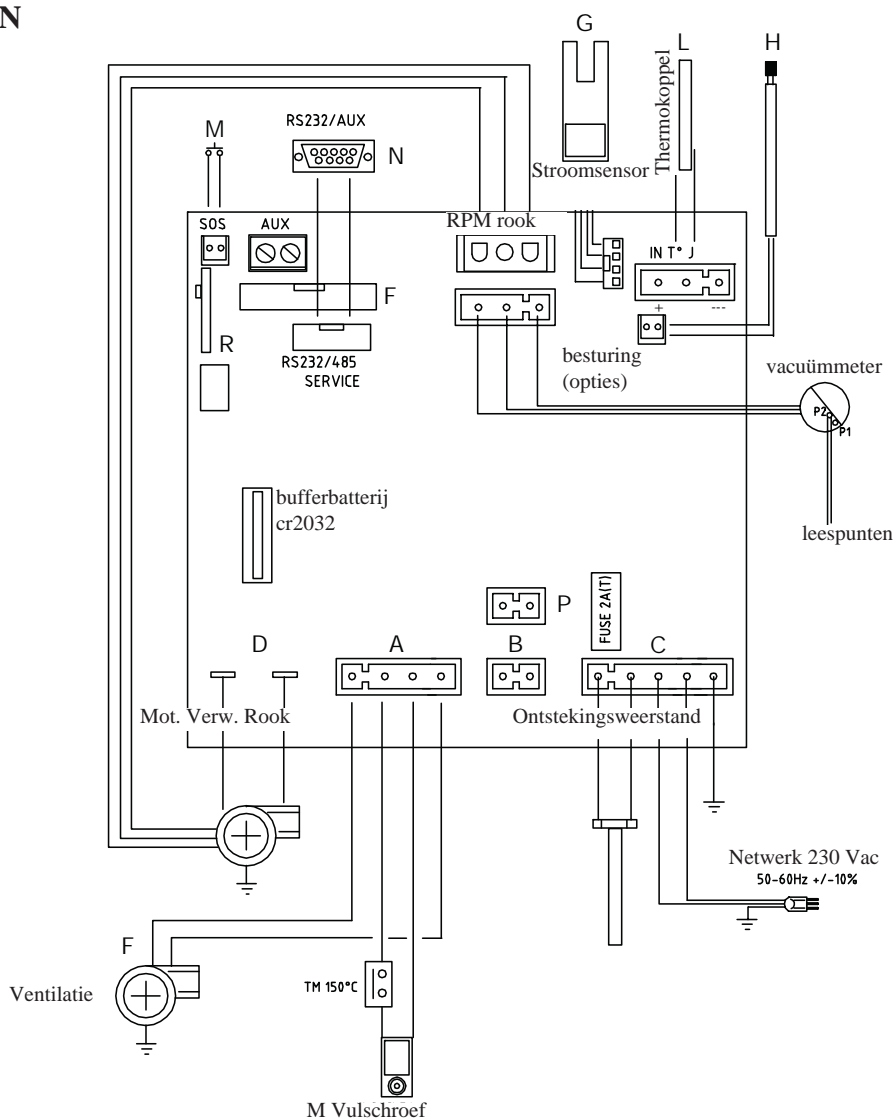 N
G
L
H
M
RS232/AUX
N
Thermokoppel
Stroomsensor
SOS
AUX
RPM rook
IN T° J
F
+
---
R
RS232/485
SERVICE
besturing
(opties)
vacuümmeter
P2
P1
bufferbatterij
cr2032
leespunten
FUSE 2A(T)
P
D
A
B
C
Mot. Verw. Rook
Ontstekingsweerstand
Netwerk 230 Vac
50-60Hz +/-10%
F
Ventilatie
TM 150°C
M Vulschroef